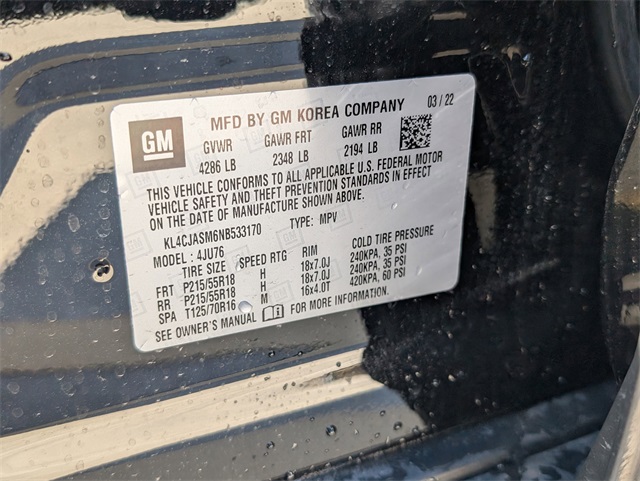 GM
MFD BY GM KOREA COMPANY 03 / 22
GVWR GAWR FRT GAWR RR
4286 LB 2348 LB 2194 LB
THIS VEHICLE CONFORMS TO ALL APPLICABLE U.S. FEDERAL MOTOR
VEHICLE SAFETY AND THEFT PREVENTION STANDARDS IN EFFECT
ON THE DATE OF MANUFACTURE SHOWN ABOVE.
KL4CJASM6NB533170 TYPE: MPV
MODEL: 4JU76
TIRE SIZE SPEED RTG RIM COLD TIRE PRESSURE
FRT P215/55R18 H 18x7.0J 240KPA, 35 PSI
RR P215/55R18 H 18x7.0J 240KPA, 35 PSI
SPA T125/70R16 M 16x4.0T 420KPA, 60 PSI
SEE OWNER'S MANUAL FOR MORE INFORMATION.